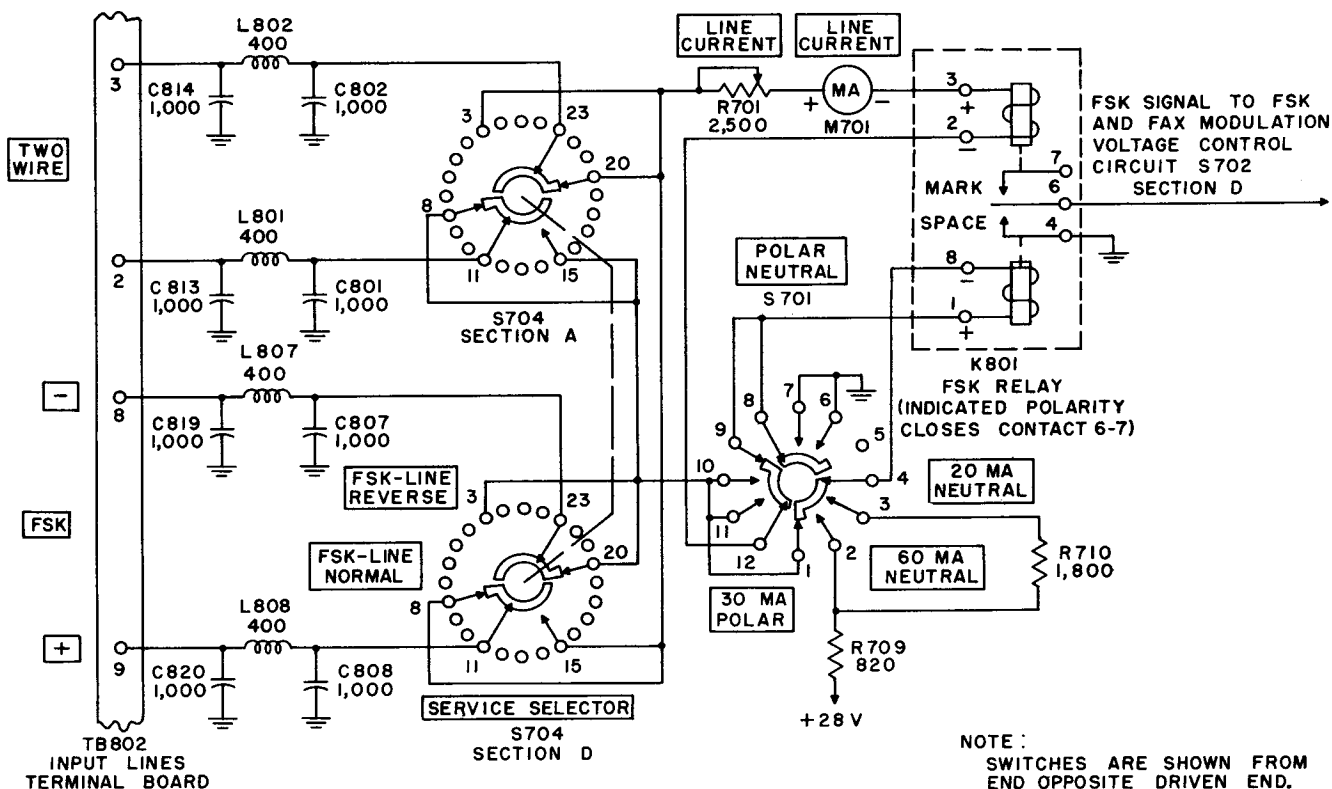 L802
400
3
C814
1,000
C802
1,000
TWO
WIRE
L801
400
2
C813
1,000
C801
1,000
3
23
20
8
11
15
S704
SECTION A
L807
400
-
8
C819
1,000
C807
1,000
FSK-LINE
REVERSE
FSK
FSK-LINE
NORMAL
3
23
20
8
11
15
L808
400
+
9
C820
1,000
C808
1,000
SERVICE SELECTOR
S704
SECTION D
TB802
INPUT LINES
TERMINAL BOARD
LINE
CURRENT
LINE
CURRENT
R701
2,500
+ MA -
M701
3
+
2
-
7
6
4
MARK
SPACE
8
-
1
+
K801
FSK RELAY
(INDICATED POLARITY
CLOSES CONTACT 6-7)
FSK SIGNAL TO FSK
AND FAX MODULATION
VOLTAGE CONTROL
CIRCUIT S702
SECTION D
POLAR
NEUTRAL
S701
7
8
6
9
5
10
4
11
3
12
1
2
20 MA
NEUTRAL
60 MA
NEUTRAL
30 MA
POLAR
R710
1,800
R709
820
+28V
NOTE:
SWITCHES ARE SHOWN FROM
END OPPOSITE DRIVEN END.